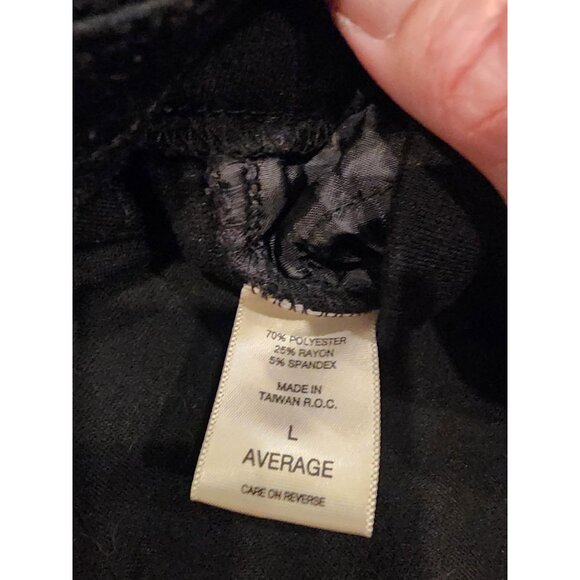 70% POLYESTER
25% RAYON
5% SPANDEX
MADE IN
TAIWAN R.O.C.
L
AVERAGE
CARE ON REVERSE